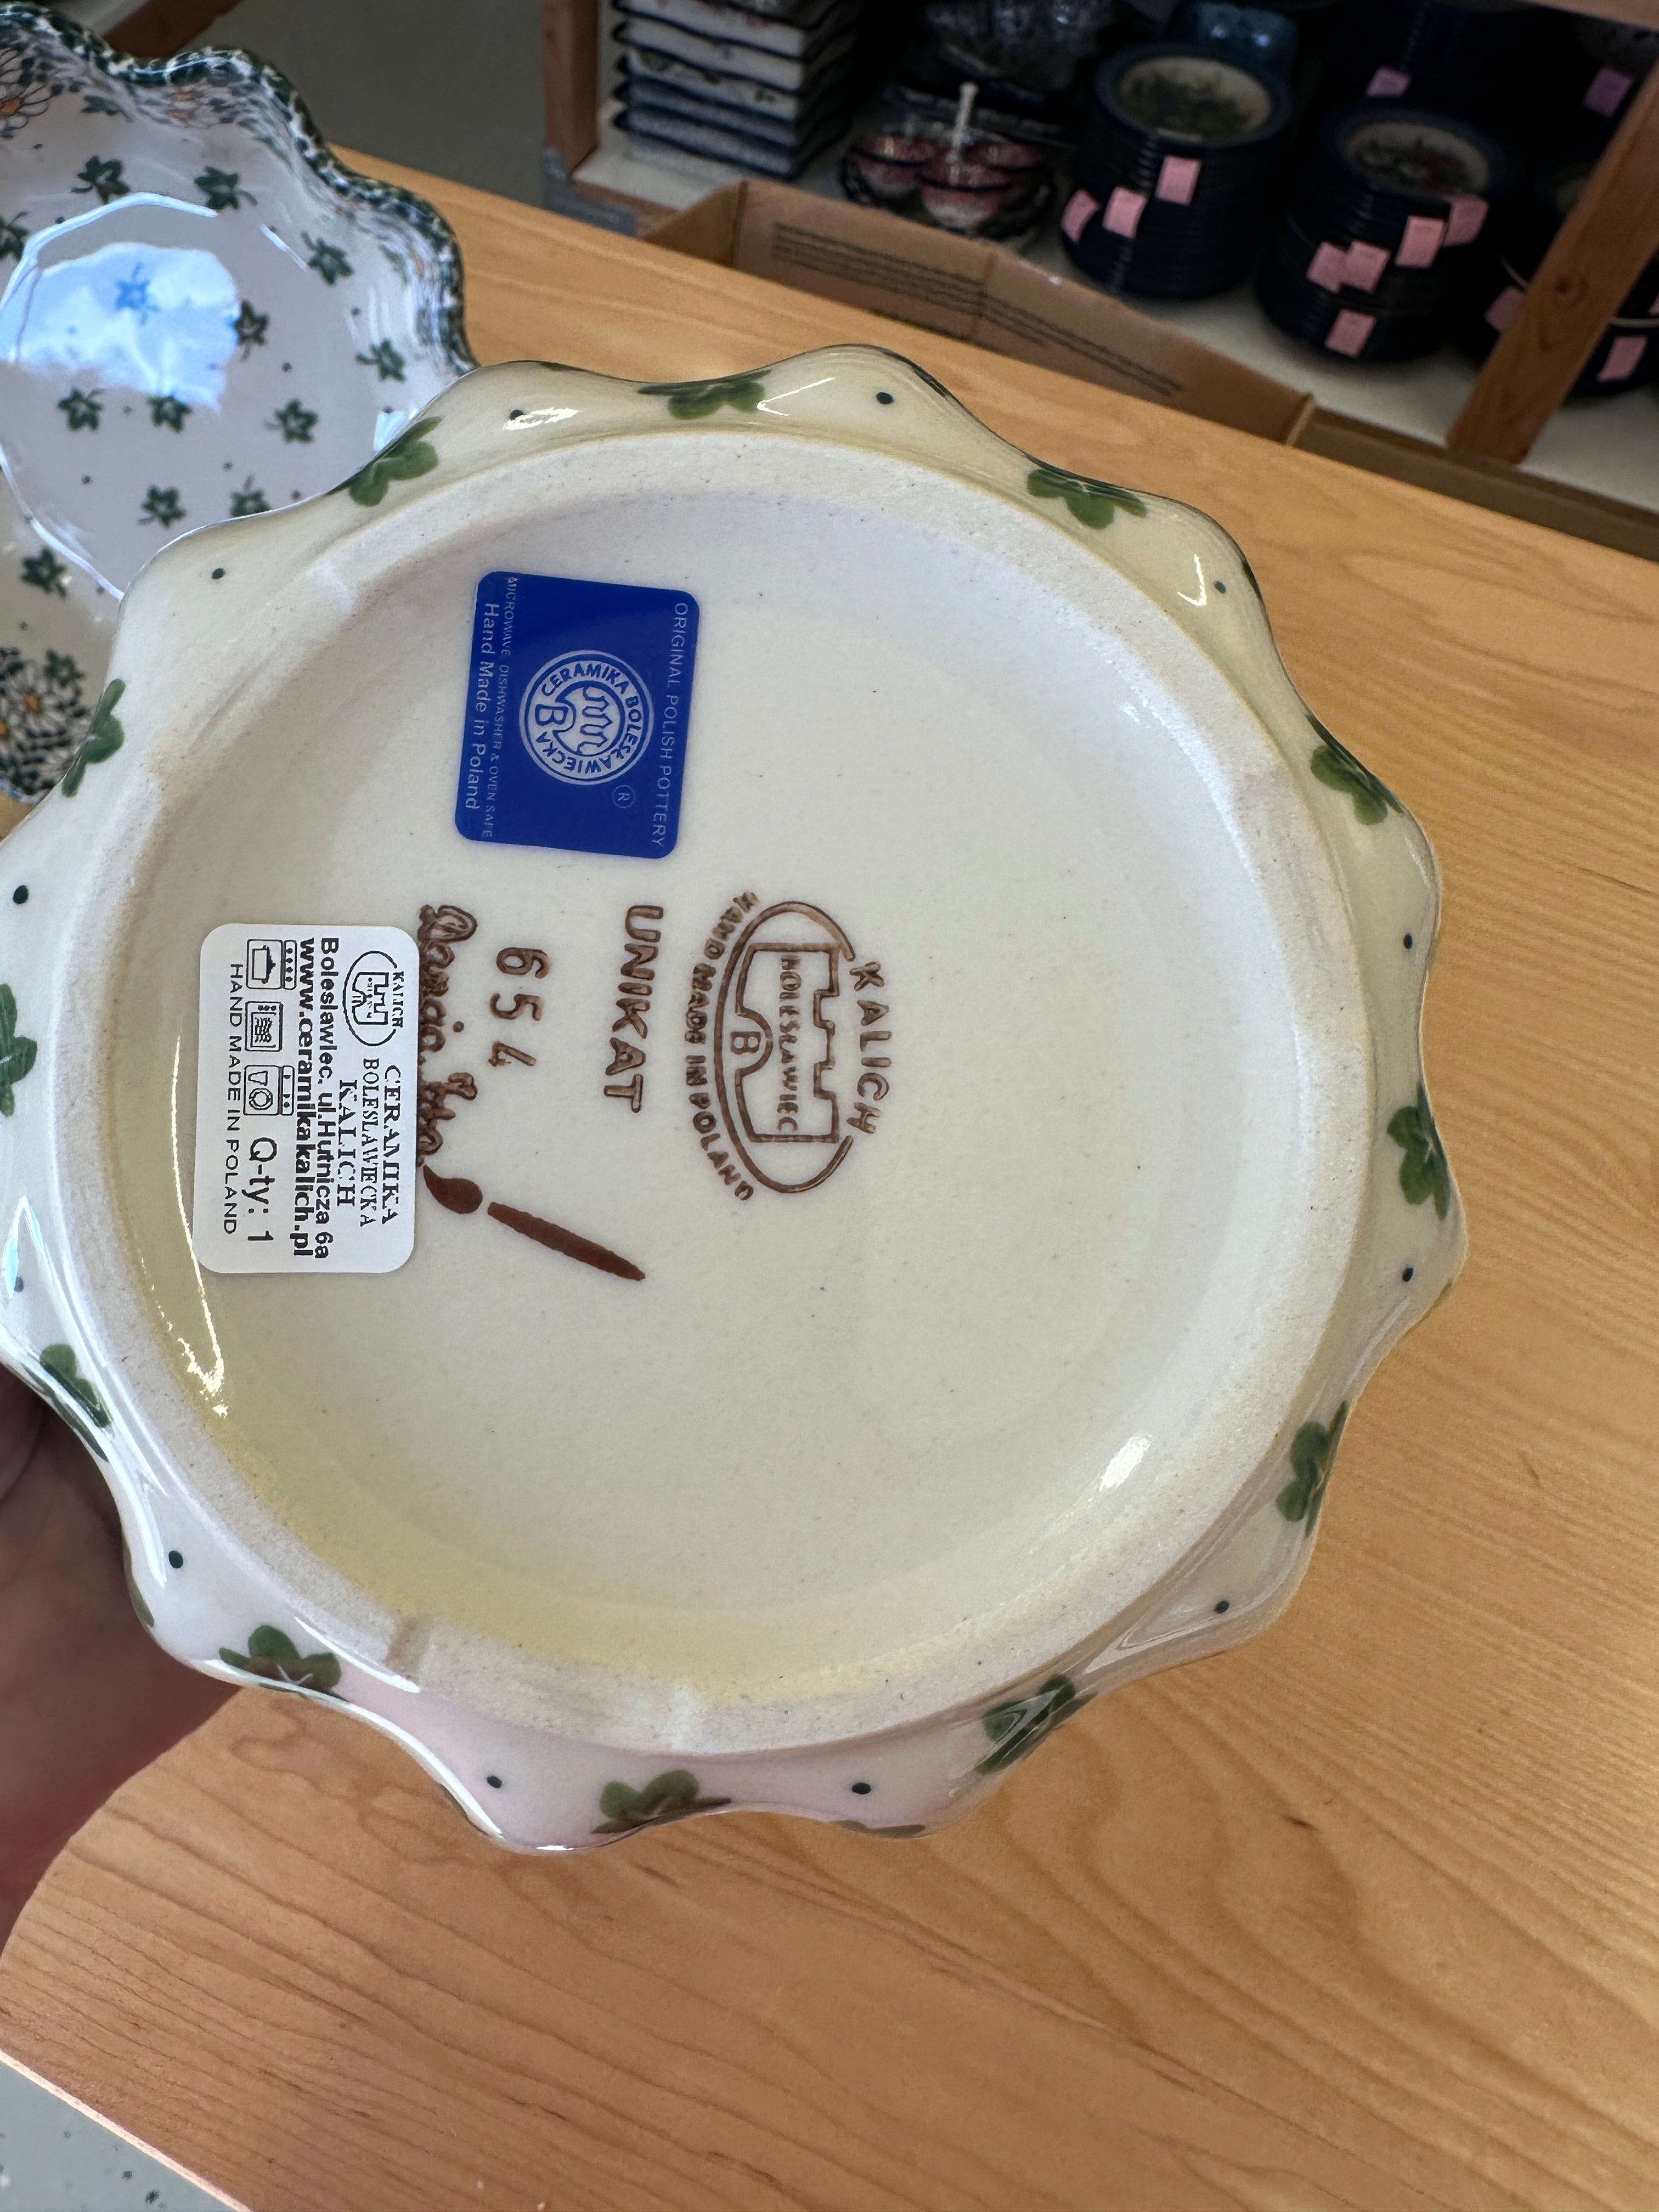 ORIGINAL POLISH POTTERY
CERAMIKA BOLESŁAWIECKA
B
®
MICROWAVE DISHWASHER & OVEN SAFE
Hand Made in Poland
KALICH
BOLESŁAWIEC
B
HAND MADE IN POLAND
UNIKAT
654
KALICH
CERAMIKA
BOLESŁAWIECKA
KALICH
Bolesławiec, ul.Hutnicza 6a
www.ceramikakalich.pl
Q-ty: 1
HAND MADE IN POLAND